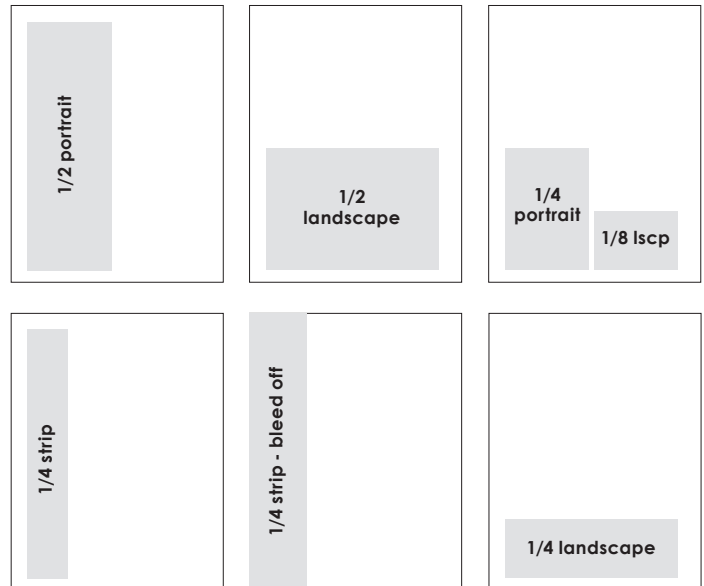 1/2 portrait
1/2
landscape
1/4
portrait
1/8 lscp
1/4 strip
1/4 strip - bleed off
1/4 landscape